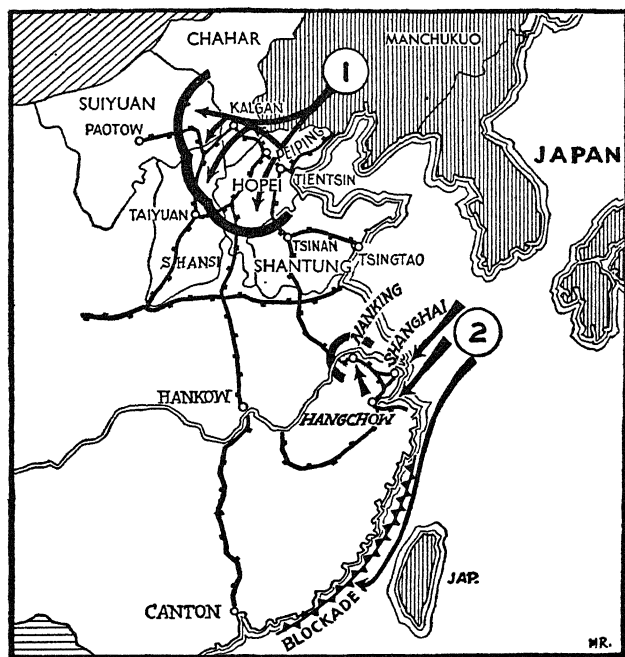 CHAHAR
MANCHUKUO
1
SUIYUAN
KALGAN
PAOTOW
PEIPING
JAPAN
HOPEI
TIENTSIN
TAIYUAN
TSINAN
SHANSI
SHANTUNG
TSINGTAO
NANKING
SHANGHAI
2
HANKOW
HANGCHOW
JAP.
CANTON
BLOCKADE
MR.